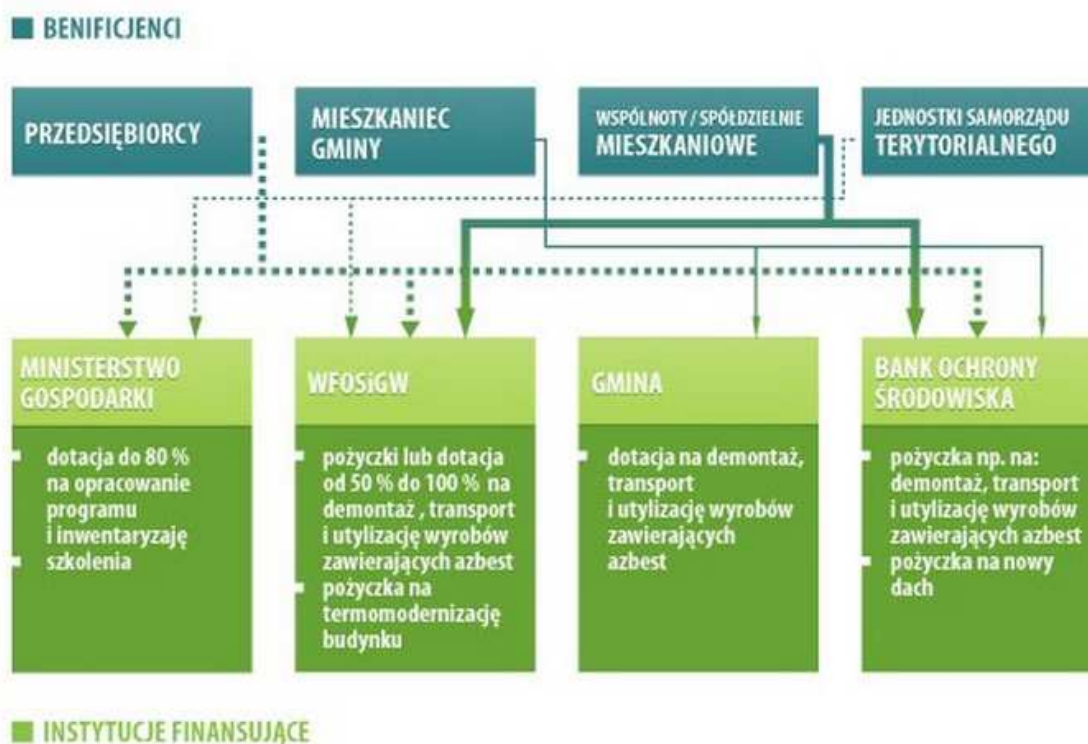 BENIFICJENCI
PRZEDSIĘBIORCY
MIESZKANIEC
GMINY
WSPÓLNOTY / SPÓŁDZIELNIE
MIESZKANIOWE
JEDNOSTKI SAMORZĄDU
TERYTORIALNEGO
MINISTERSTWO
GOSPODARKI
dotacja do 80 %
na opracowanie
programu
i inwentaryzaję
szkolenia
WFOSiGW
pożyczki lub dotacja
od 50 % do 100 % na
demontaż , transport
i utylizację wyrobów
zawierających azbest
pożyczka na
termomodernizację
budynku
GMINA
dotacja na demontaż,
transport
i utylizację wyrobów
zawierających
azbest
BANK OCHRONY
ŚRODOWISKA
pożyczka np. na:
demontaż, transport
i utylizację wyrobów
zawierających azbest
pożyczka na nowy
dach
INSTYTUCJE FINANSUJĄCE